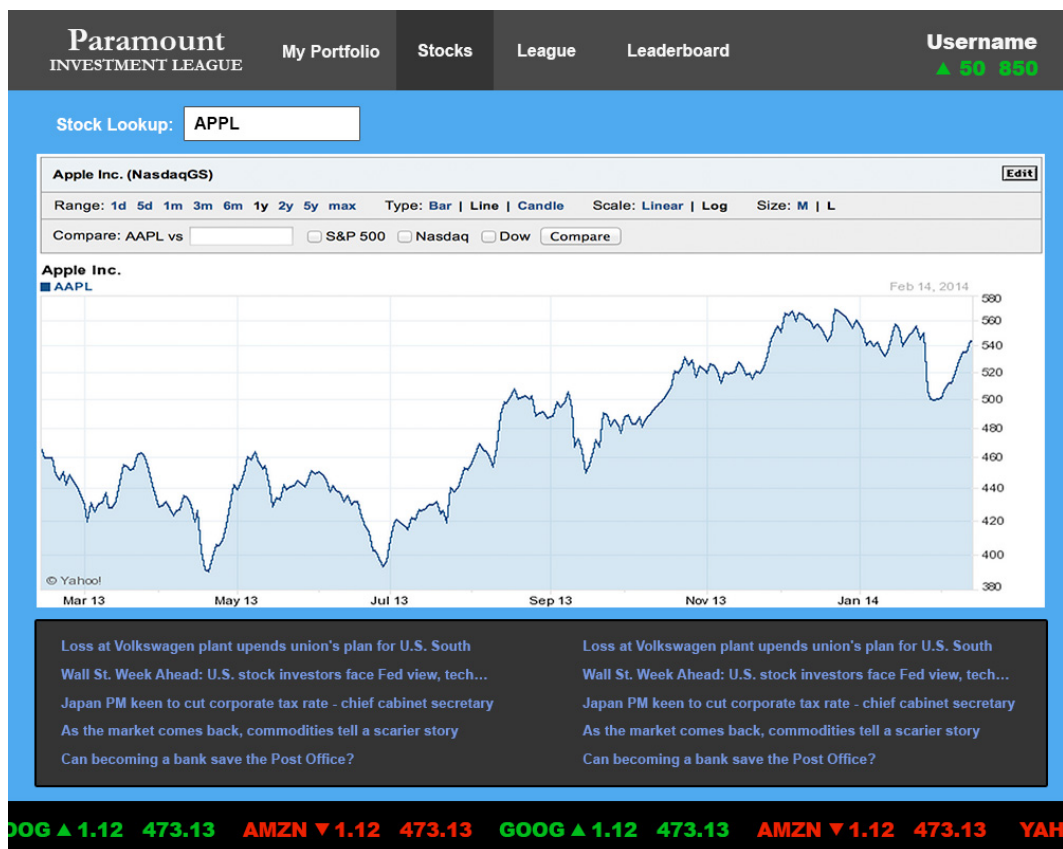 Paramount
INVESTMENT LEAGUE
My Portfolio
Stocks
League
Leaderboard
Username
▲ 50 850
Stock Lookup: APPL
Apple Inc. (NasdaqGS)
Edit
Range: 1d 5d 1m 3m 6m 1y 2y 5y max Type: Bar | Line | Candle Scale: Linear | Log Size: M | L
Compare: AAPL vs S&P 500 Nasdaq Dow Compare
Apple Inc.
AAPL
Feb 14, 2014
580
560
540
520
500
480
460
440
420
400
380
© Yahoo!
Mar 13 May 13 Jul 13 Sep 13 Nov 13 Jan 14
Loss at Volkswagen plant upends union's plan for U.S. South
Wall St. Week Ahead: U.S. stock investors face Fed view, tech...
Japan PM keen to cut corporate tax rate - chief cabinet secretary
As the market comes back, commodities tell a scarier story
Can becoming a bank save the Post Office?
Loss at Volkswagen plant upends union's plan for U.S. South
Wall St. Week Ahead: U.S. stock investors face Fed view, tech...
Japan PM keen to cut corporate tax rate - chief cabinet secretary
As the market comes back, commodities tell a scarier story
Can becoming a bank save the Post Office?
OOG ▲ 1.12 473.13 AMZN ▼ 1.12 473.13 GOOG ▲ 1.12 473.13 AMZN ▼ 1.12 473.13 YAH